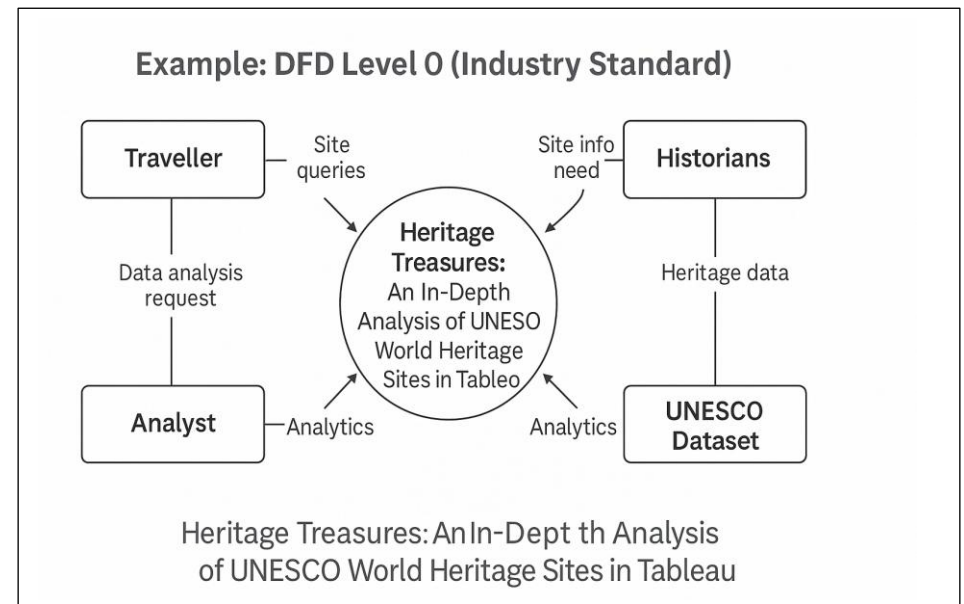 Example: DFD Level 0 (Industry Standard)
Traveller
Site
queries
Site info
need
Historians
Heritage
Treasures:
An In-Depth
Analysis of UNESO
World Heritage
Sites in Tableo
Data analysis
request
Heritage data
Analyst
Analytics
Analytics
UNESCO
Dataset
Heritage Treasures: An In-Dept th Analysis
of UNESCO World Heritage Sites in Tableau